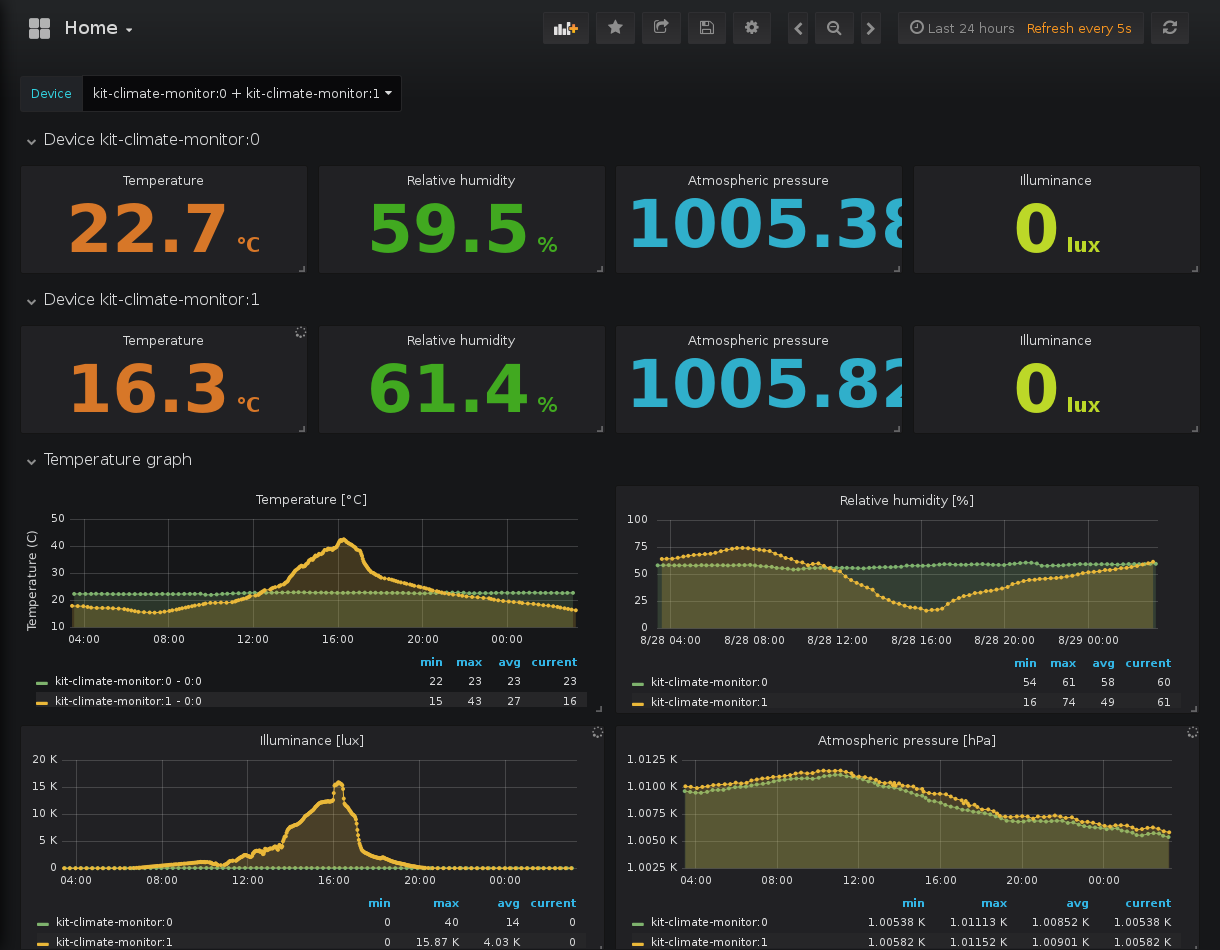 Home
Last 24 hours Refresh every 5s
Device kit-climate-monitor:0 + kit-climate-monitor:1
Device kit-climate-monitor:0
Temperature Relative humidity Atmospheric pressure Illuminance
22.7 °C 59.5 % 1005.38 0 lux
Device kit-climate-monitor:1
Temperature Relative humidity Atmospheric pressure Illuminance
16.3 °C 61.4 % 1005.82 0 lux
Temperature graph
Temperature [°C]
Temperature (C)
50
40
30
20
10
04:00 08:00 12:00 16:00 20:00 00:00
min max avg current
kit-climate-monitor:0 - 0:0 22 23 23 23
kit-climate-monitor:1 - 0:0 15 43 27 16
Relative humidity [%]
100
75
50
25
0
8/28 04:00 8/28 08:00 8/28 12:00 8/28 16:00 8/28 20:00 8/29 00:00
min max avg current
kit-climate-monitor:0 54 61 58 60
kit-climate-monitor:1 16 74 49 61
Illuminance [lux]
20 K
15 K
10 K
5 K
0
04:00 08:00 12:00 16:00 20:00 00:00
min max avg current
kit-climate-monitor:0 0 40 14 0
kit-climate-monitor:1 0 15.87 K 4.03 K 0
Atmospheric pressure [hPa]
1.0125 K
1.0100 K
1.0075 K
1.0050 K
1.0025 K
04:00 08:00 12:00 16:00 20:00 00:00
min max avg current
kit-climate-monitor:0 1.00538 K 1.01113 K 1.00852 K 1.00538 K
kit-climate-monitor:1 1.00582 K 1.01152 K 1.00901 K 1.00582 K